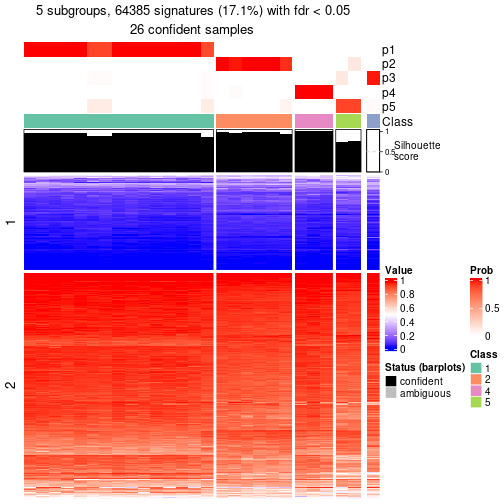 5 subgroups, 64385 signatures (17.1%) with fdr < 0.05
26 confident samples
p1
p2
p3
p4
p5
Class
1
0.5
0
Silhouette
score
1
2
Value
1
0.8
0.6
0.4
0.2
0
Prob
1
0.5
0
Status (barplots)
confident
ambiguous
Class
1
2
4
5